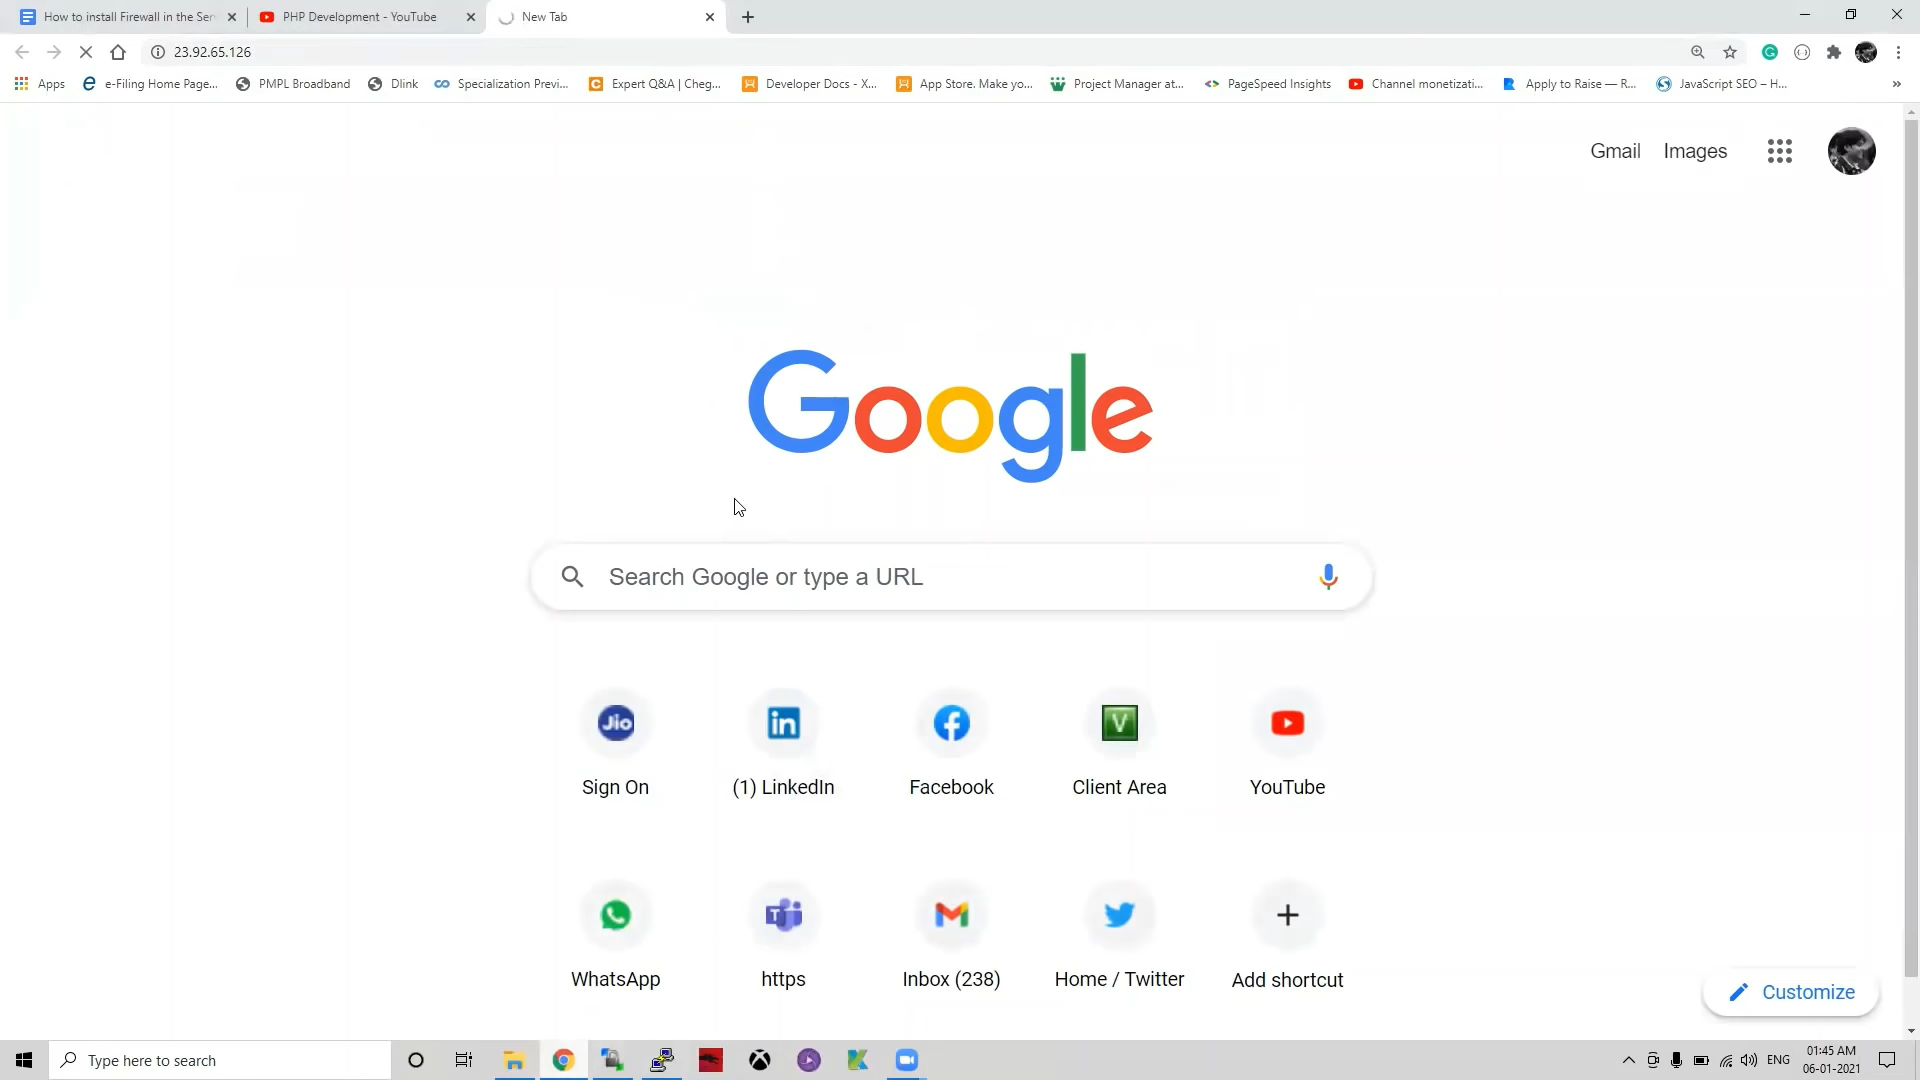 How to install Firewall in the Ser
PHP Development - YouTube
New Tab
23.92.65.126
Apps
e-Filing Home Page...
PMPL Broadband
Dlink
Specialization Previ...
Expert Q&A | Cheg...
Developer Docs - X...
App Store. Make yo...
Project Manager at...
PageSpeed Insights
Channel monetizati...
Apply to Raise — R...
JavaScript SEO – H...
»
Gmail Images
Google
Search Google or type a URL
Jio
in
V
Sign On
(1) LinkedIn
Facebook
Client Area
YouTube
WhatsApp
https
Inbox (238)
Home / Twitter
Add shortcut
Customize
Type here to search
ENG
01:45 AM
06-01-2021